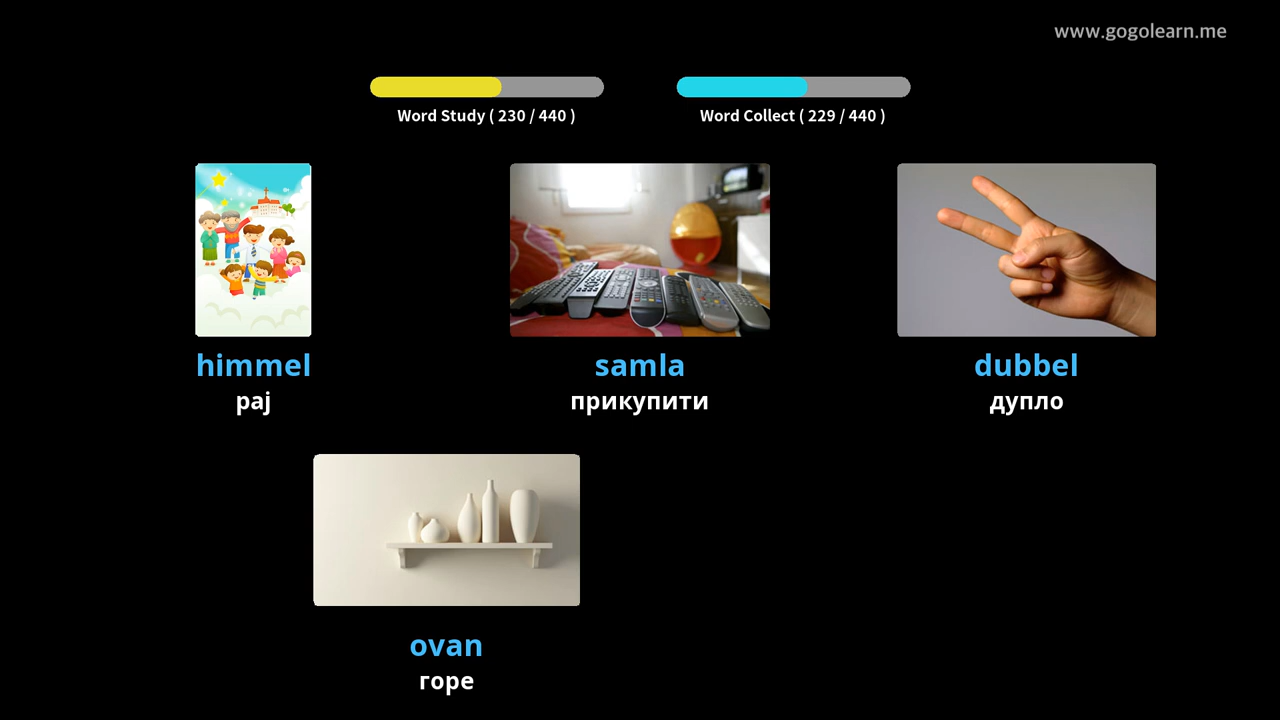 www.gogolearn.me
Word Study ( 230 / 440 )
Word Collect ( 229 / 440 )
himmel
рај
samla
прикупити
dubbel
дупло
ovan
горе